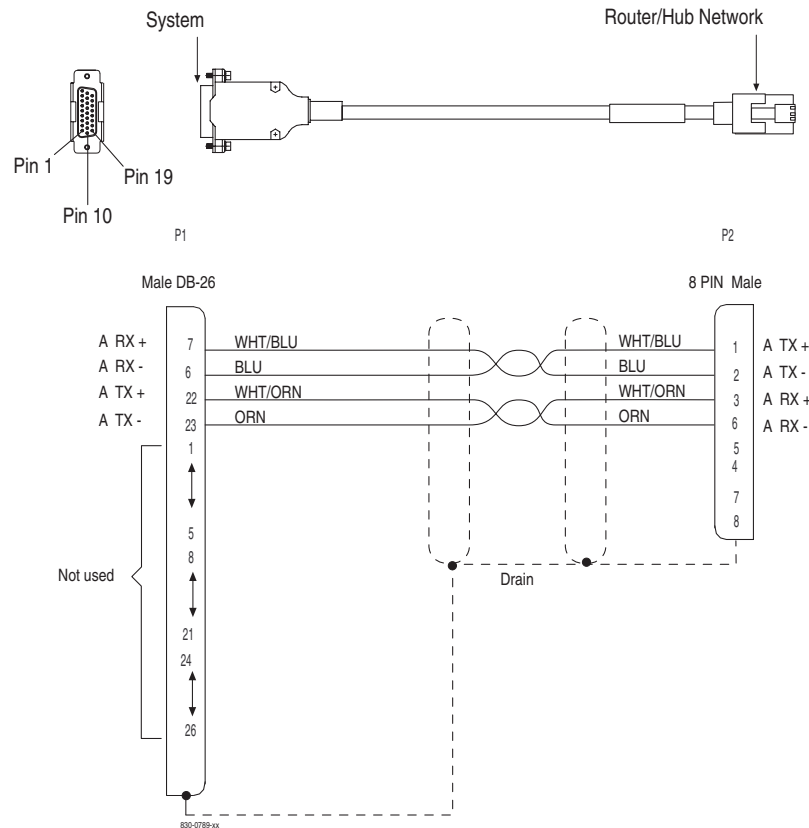 System
Router/Hub Network
Pin 1
Pin 19
Pin 10
P1
P2
Male DB-26
8 PIN Male
A RX +
7
WHT/BLU
WHT/BLU
1
A TX +
A RX -
6
BLU
BLU
2
A TX -
A TX +
22
WHT/ORN
WHT/ORN
3
A RX +
A TX -
23
ORN
ORN
6
A RX -
1
5
4
7
5
8
8
Not used
Drain
21
24
26
830-0789-xx